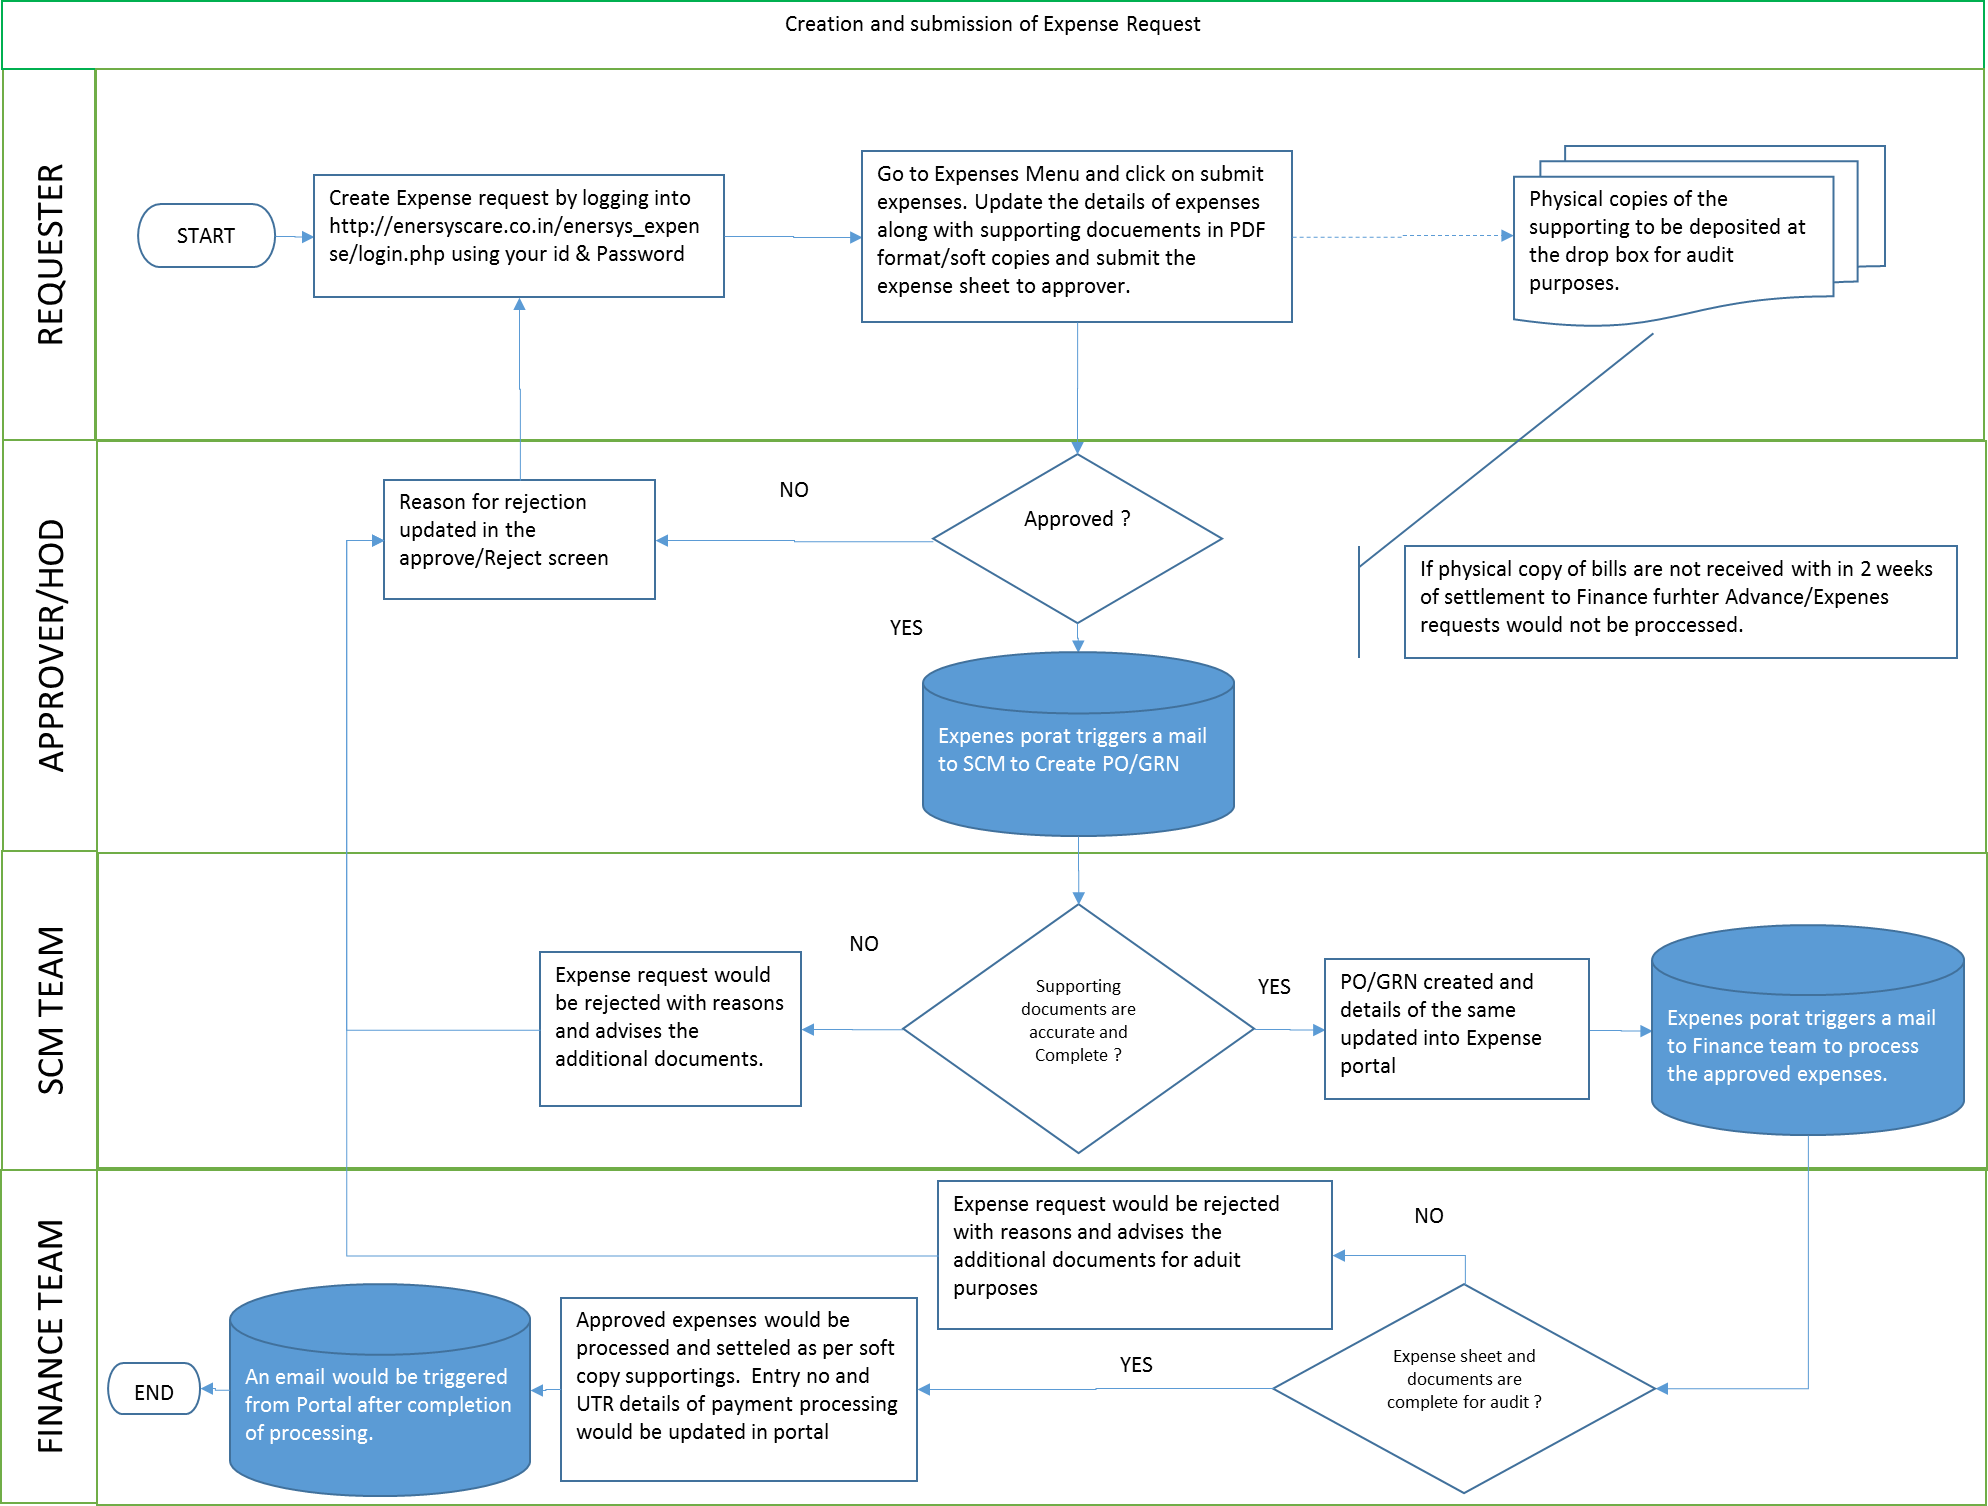 Creation and submission of Expense Request
REQUESTER
START
Create Expense request by logging into
http://enersyscare.co.in/enersys_expen
se/login.php using your id & Password
Go to Expenses Menu and click on submit
expenses. Update the details of expenses
along with supporting docuements in PDF
format/soft copies and submit the
expense sheet to approver.
Physical copies of the
supporting to be deposited at
the drop box for audit
purposes.
APPROVER/HOD
Reason for rejection
updated in the
approve/Reject screen
NO
Approved ?
YES
If physical copy of bills are not received with in 2 weeks
of settlement to Finance furhter Advance/Expenes
requests would not be proccessed.
Expenes porat triggers a mail
to SCM to Create PO/GRN
SCM TEAM
Expense request would
be rejected with reasons
and advises the
additional documents.
NO
Supporting
documents are
accurate and
Complete ?
YES
PO/GRN created and
details of the same
updated into Expense
portal
Expenes porat triggers a mail
to Finance team to process
the approved expenses.
FINANCE TEAM
Expense request would be rejected
with reasons and advises the
additional documents for aduit
purposes
NO
Expense sheet and
documents are
complete for audit ?
YES
Approved expenses would be
processed and setteled as per soft
copy supportings. Entry no and
UTR details of payment processing
would be updated in portal
An email would be triggered
from Portal after completion
of processing.
END